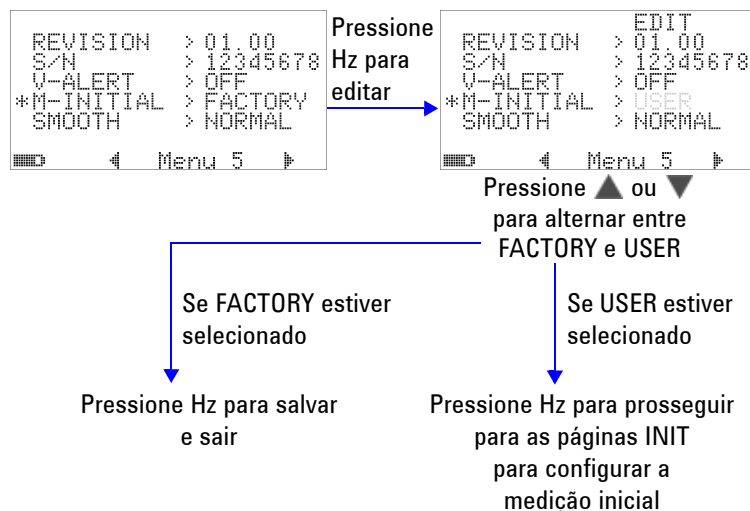 REVISION > 01.00
S/N > 12345678
V-ALERT > OFF
*M-INITIAL > FACTORY
SMOOTH > NORMAL
Menu 5
Pressione
Hz para
editar
EDIT
REVISION > 01.00
S/N > 12345678
V-ALERT > OFF
*M-INITIAL > USER
SMOOTH > NORMAL
Menu 5
Pressione ▲ ou ▼
para alternar entre
FACTORY e USER
Se FACTORY estiver
selecionado
Se USER estiver
selecionado
Pressione Hz para salvar
e sair
Pressione Hz para prosseguir
para as páginas INIT
para configurar a
medição inicial